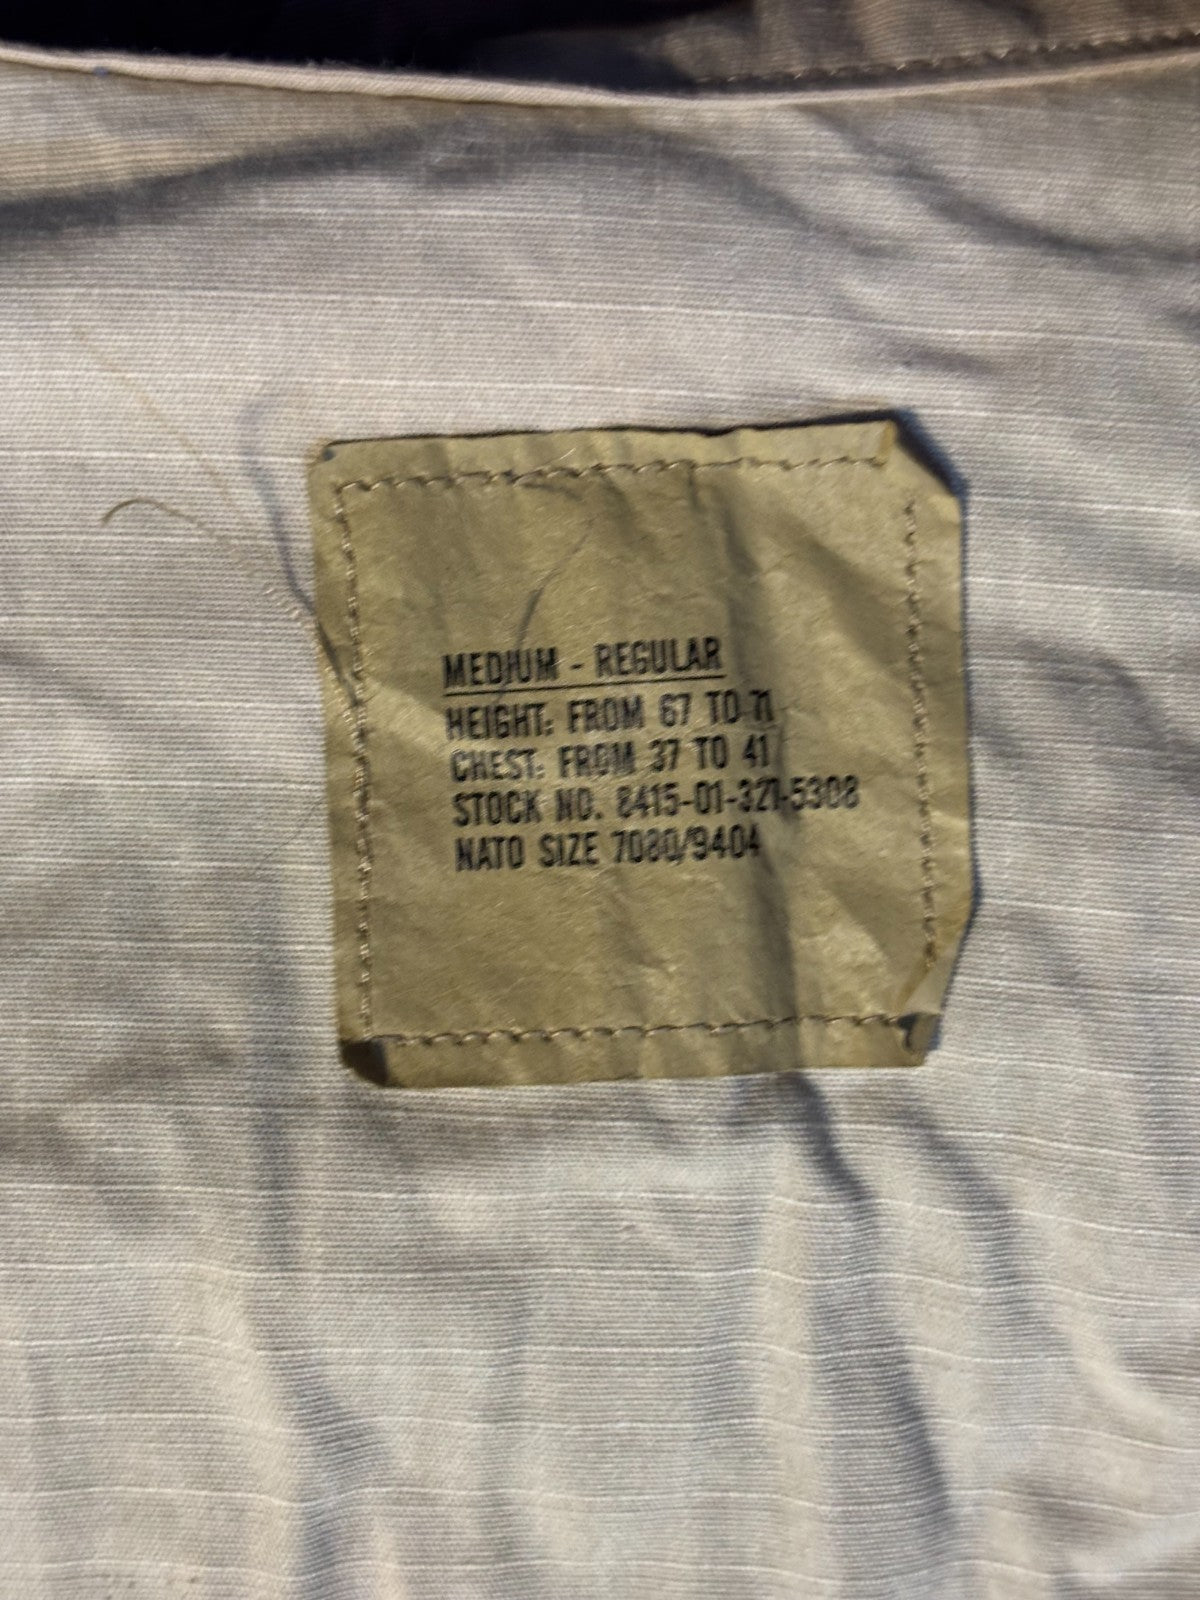 MEDIUM - REGULAR
HEIGHT: FROM 67 TO 71
CHEST: FROM 37 TO 41
STOCK NO. 8415-01-327-5308
NATO SIZE 7080/9404